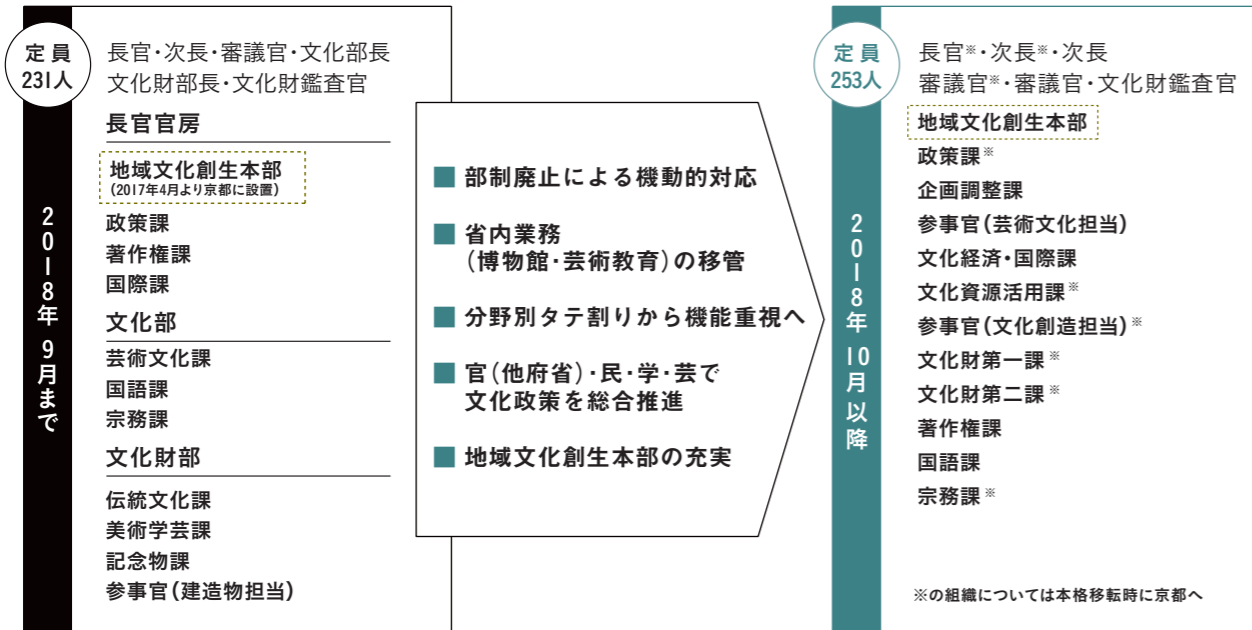 定員
231人
長官・次長・審議官・文化部長
文化財部長・文化財鑑査官
2018年 9月まで
長官官房
地域文化創生本部
(2017年4月より京都に設置)
政策課
著作権課
国際課
文化部
芸術文化課
国語課
宗務課
文化財部
伝統文化課
美術学芸課
記念物課
参事官(建造物担当)
■ 部制廃止による機動的対応
■ 省内業務
(博物館・芸術教育)の移管
■ 分野別タテ割りから機能重視へ
■ 官(他府省)・民・学・芸で
文化政策を総合推進
■ 地域文化創生本部の充実
定員
253人
長官※・次長※・次長
審議官※・審議官・文化財鑑査官
2018年 10月以降
地域文化創生本部
政策課※
企画調整課
参事官(芸術文化担当)
文化経済・国際課
文化資源活用課※
参事官(文化創造担当)※
文化財第一課※
文化財第二課※
著作権課
国語課
宗務課※
※の組織については本格移転時に京都へ